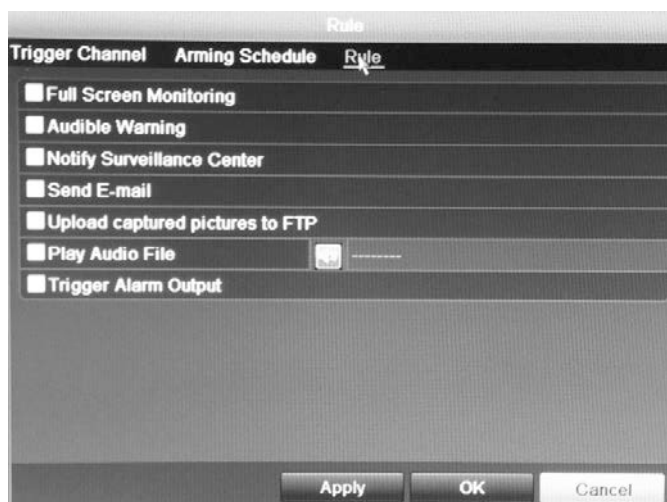 Rule
Trigger Channel Arming Schedule Rule
Full Screen Monitoring
Audible Warning
Notify Surveillance Center
Send E-mail
Upload captured pictures to FTP
Play Audio File --------
Trigger Alarm Output
Apply OK Cancel